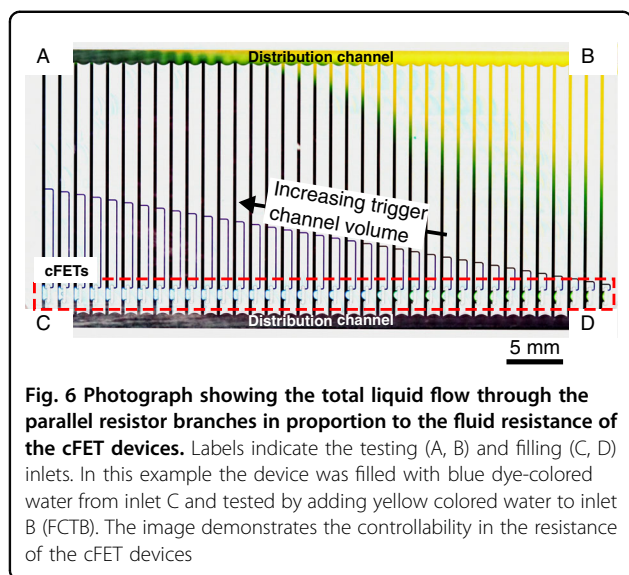 A
Distribution channel
B
Increasing trigger
channel volume
cFETs
C
Distribution channel
D
5 mm
Fig. 6 Photograph showing the total liquid flow through the
parallel resistor branches in proportion to the fluid resistance of
the cFET devices. Labels indicate the testing (A, B) and filling (C, D)
inlets. In this example the device was filled with blue dye-colored
water from inlet C and tested by adding yellow colored water to inlet
B (FCTB). The image demonstrates the controllability in the resistance
of the cFET devices